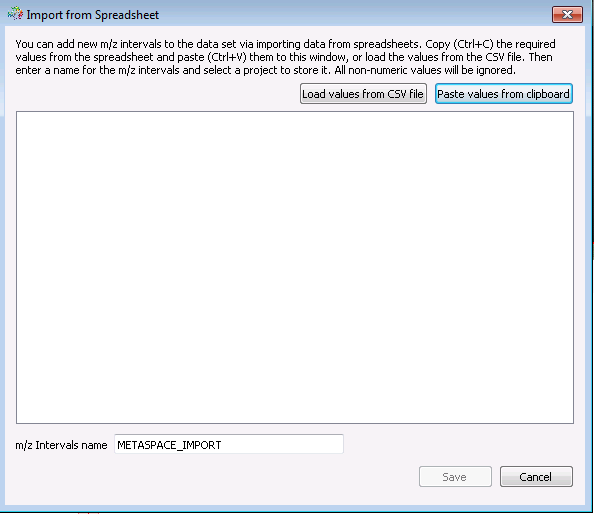 Import from Spreadsheet
You can add new m/z intervals to the data set via importing data from spreadsheets. Copy (Ctrl+C) the required
values from the spreadsheet and paste (Ctrl+V) them to this window, or load the values from the CSV file. Then
enter a name for the m/z intervals and select a project to store it. All non-numeric values will be ignored.
Load values from CSV file
Paste values from clipboard
m/z Intervals name METASPACE_IMPORT
Save Cancel